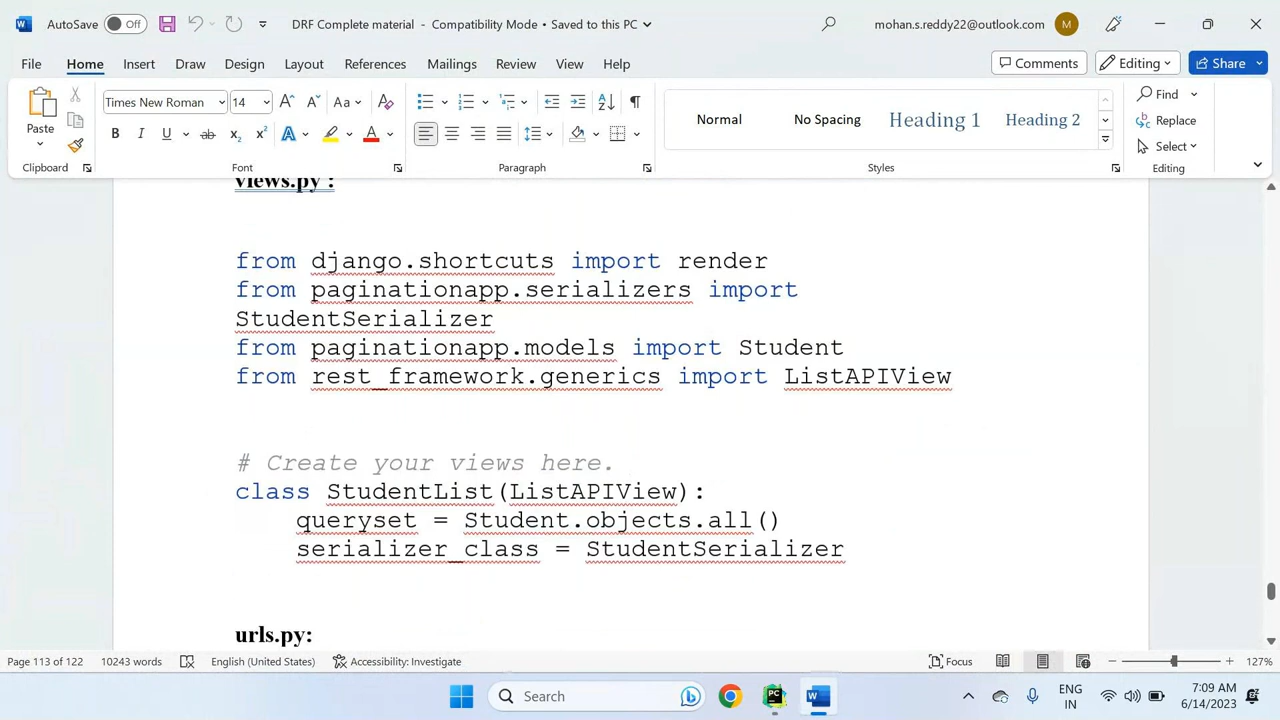 AutoSave Off DRF Complete material - Compatibility Mode • Saved to this PC mohan.s.reddy22@outlook.com M
File Home Insert Draw Design Layout References Mailings Review View Help Comments Editing Share
Paste Times New Roman 14 Aa A Normal No Spacing Heading 1 Heading 2 Find Replace Select
Clipboard Font Paragraph Styles Editing
views.py :
from django.shortcuts import render
from paginationapp.serializers import
StudentSerializer
from paginationapp.models import Student
from rest_framework.generics import ListAPIView
# Create your views here.
class StudentList(ListAPIView):
queryset = Student.objects.all()
serializer_class = StudentSerializer
urls.py:
Page 113 of 122 10243 words English (United States) Accessibility: Investigate Focus 127%
Search ENG IN 7:09 AM 6/14/2023